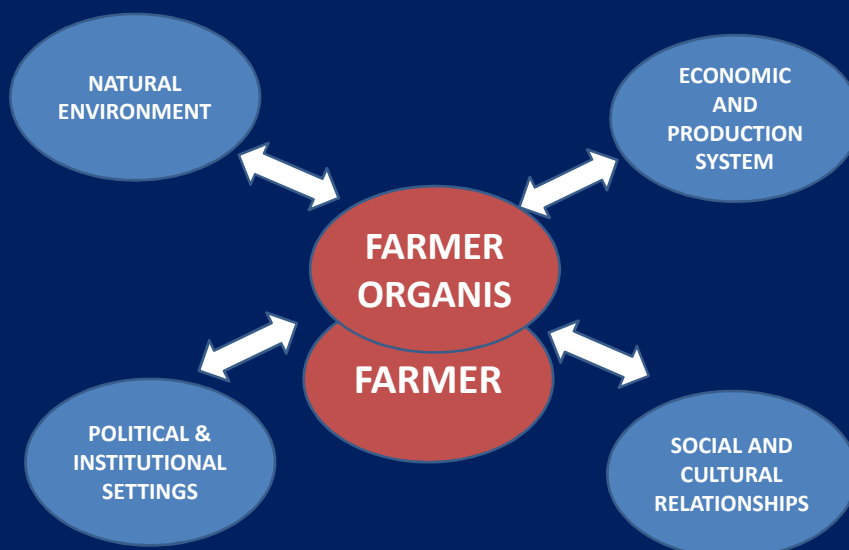 NATURAL
ENVIRONMENT
ECONOMIC
AND
PRODUCTION
SYSTEM
FARMER
ORGANIS
FARMER
POLITICAL &
INSTITUTIONAL
SETTINGS
SOCIAL AND
CULTURAL
RELATIONSHIPS